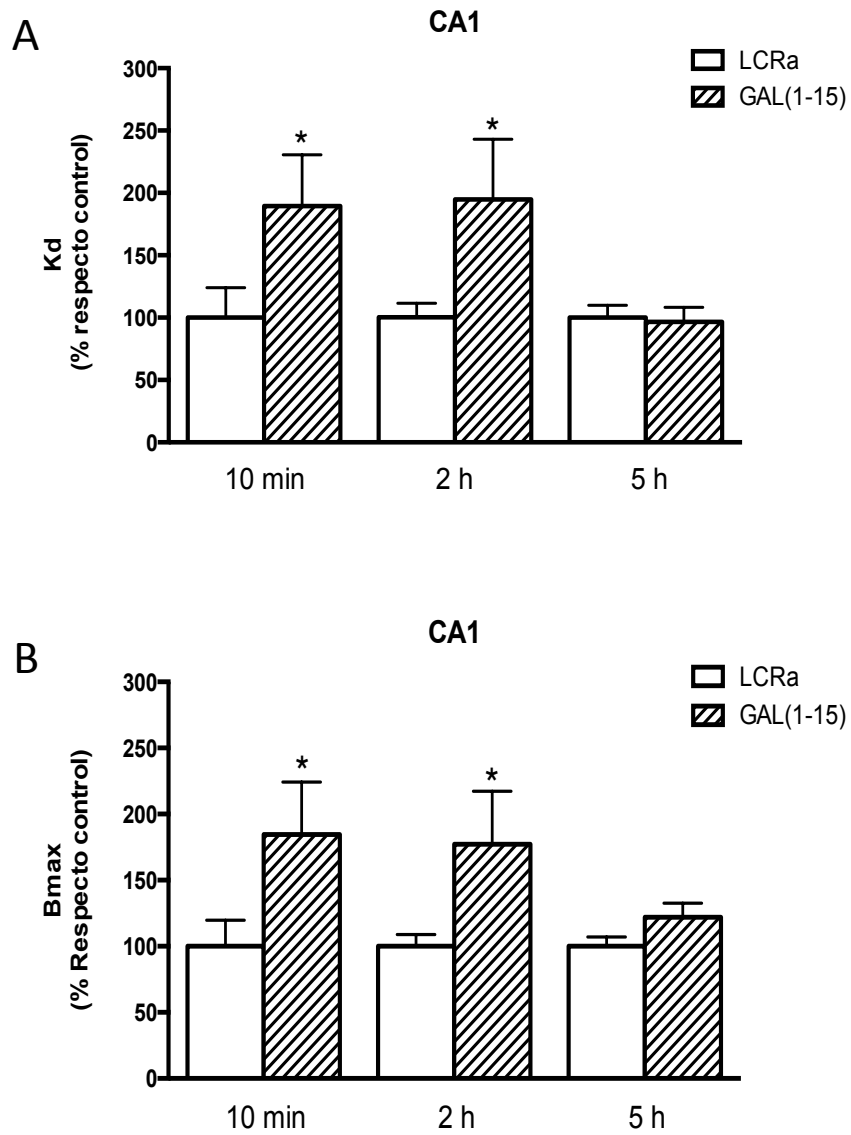 A
CA1
LCRa
GAL(1-15)
Kd
(% respecto control)
300
250
200
150
100
50
0
*
*
10 min
2 h
5 h
B
CA1
LCRa
GAL(1-15)
Bmax
(% Respecto control)
300
250
200
150
100
50
0
*
*
10 min
2 h
5 h